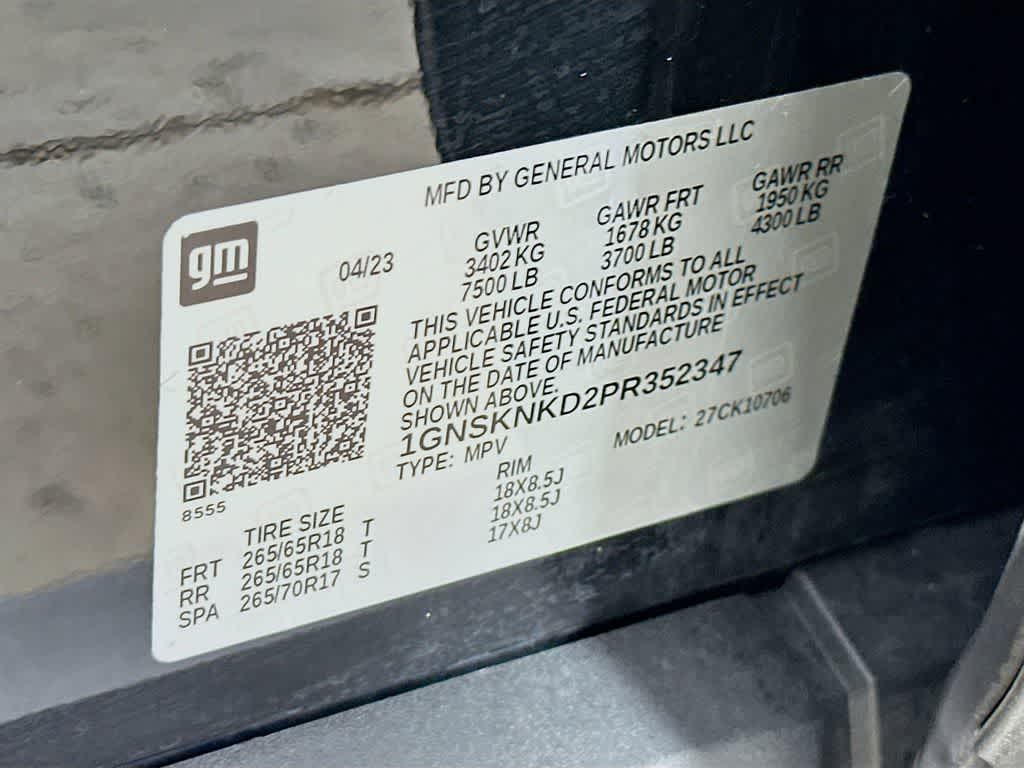 MFD BY GENERAL MOTORS LLC
gm
04/23
GVWR GAWR FRT GAWR RR
3402 KG 1678 KG 1950 KG
7500 LB 3700 LB 4300 LB
THIS VEHICLE CONFORMS TO ALL
APPLICABLE U.S. FEDERAL MOTOR
VEHICLE SAFETY STANDARDS IN EFFECT
ON THE DATE OF MANUFACTURE
SHOWN ABOVE.
1GNSKNKD2PR352347
TYPE: MPV MODEL: 27CK10706
8555
TIRE SIZE RIM
FRT 265/65R18 T 18X8.5J
RR 265/65R18 T 18X8.5J
SPA 265/70R17 S 17X8J